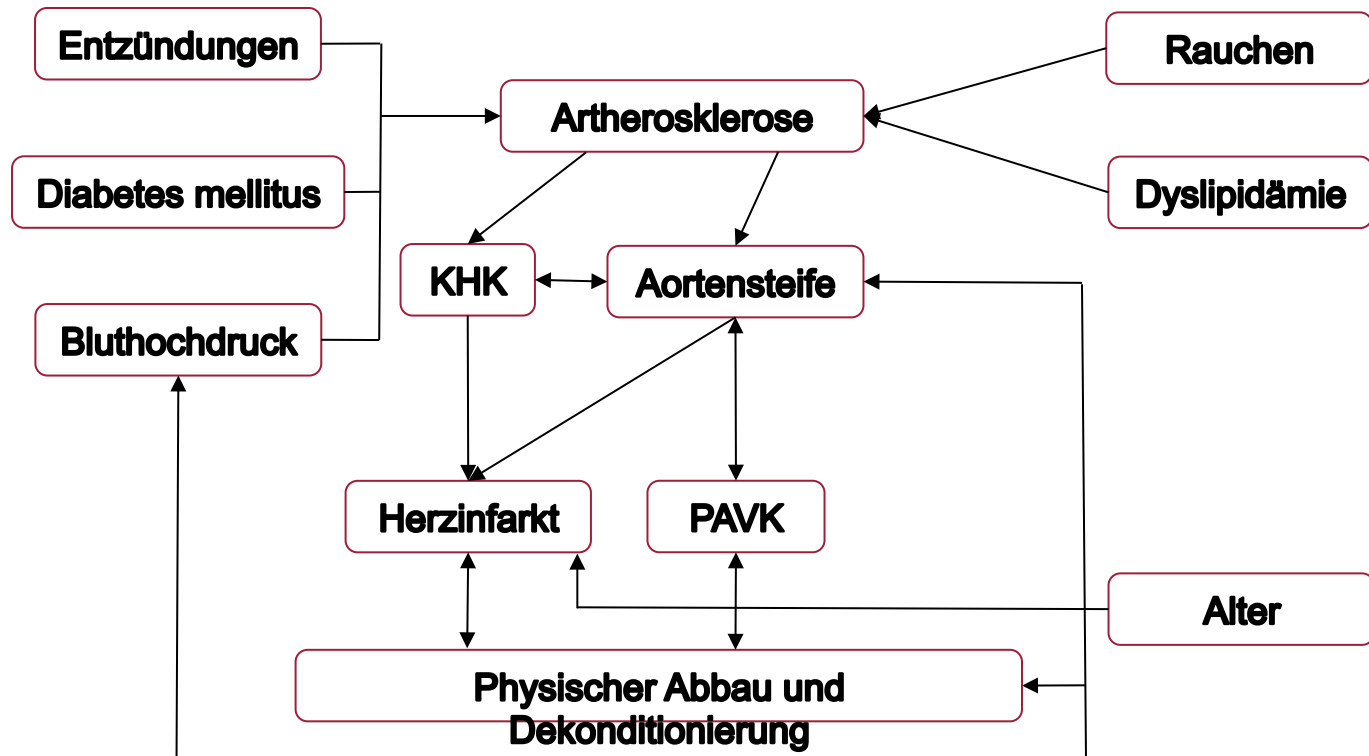 Entzündungen
Rauchen
Artherosklerose
Diabetes mellitus
Dyslipidämie
KHK
Aortensteife
Bluthochdruck
Herzinfarkt
PAVK
Alter
Physischer Abbau und
Dekonditionierung